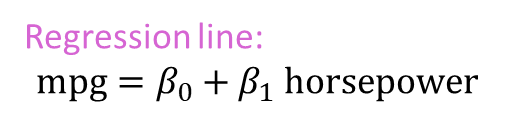 Regression line:
mpg = β₀ + β₁ horsepower